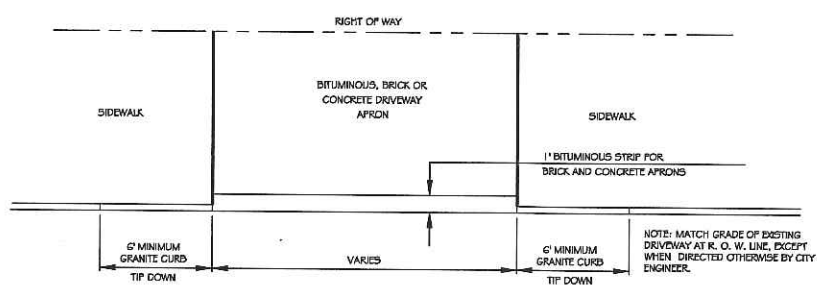 RIGHT OF WAY
BITUMINOUS, BRICK OR
CONCRETE DRIVEWAY
APRON
SIDEWALK
SIDEWALK
1' BITUMINOUS STRIP FOR
BRICK AND CONCRETE APRONS
6' MINIMUM
GRANITE CURB
TIP DOWN
VARIES
6' MINIMUM
GRANITE CURB
TIP DOWN
NOTE: MATCH GRADE OF EXISTING
DRIVEWAY AT R. O. W. LINE, EXCEPT
WHEN DIRECTED OTHERWISE BY CITY
ENGINEER.